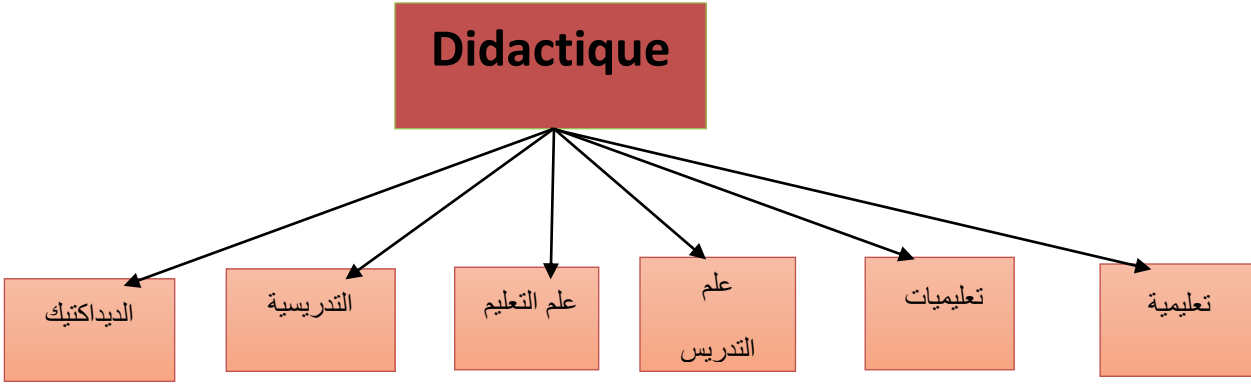 Didactique
تعليمية
تعليميات
علم
التدريس
علم التعليم
التدريسية
الديداكتيك